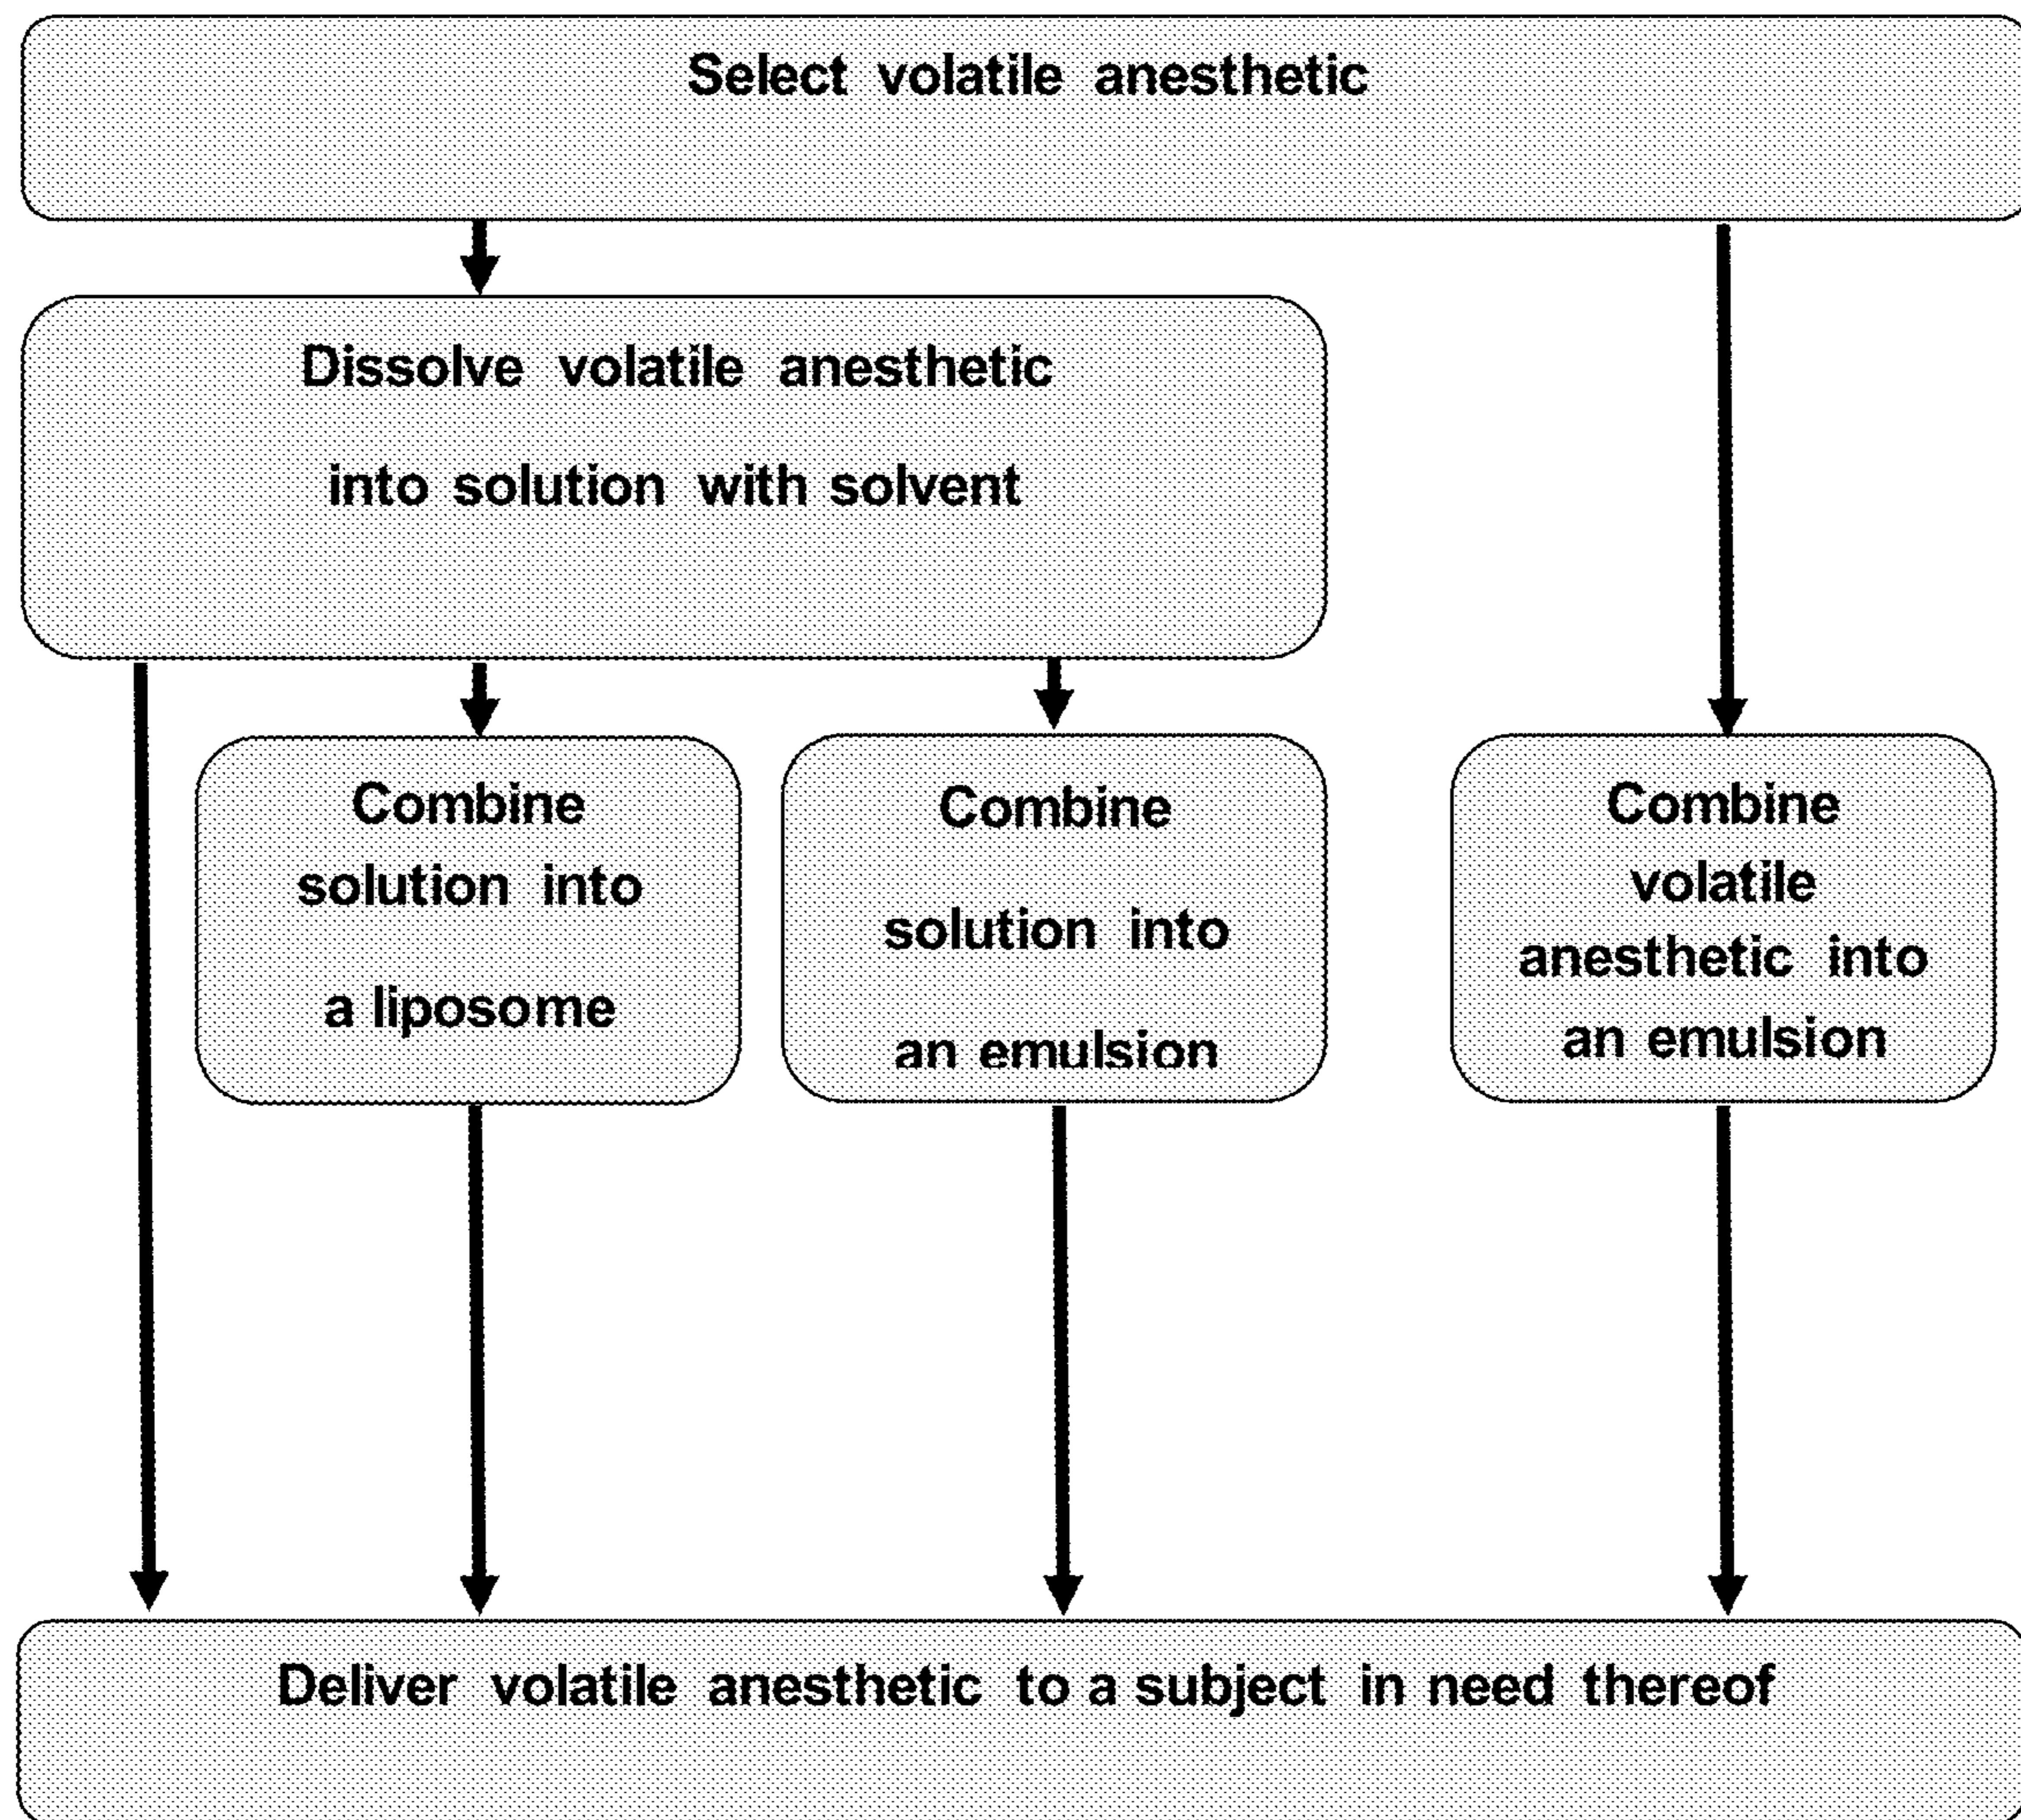 Select volatile anesthetic
Dissolve volatile anesthetic
into solution with solvent
Combine
solution into
a liposome
Combine
solution into
an emulsion
Combine
volatile
anesthetic into
an emulsion
Deliver volatile anesthetic to a subject in need thereof